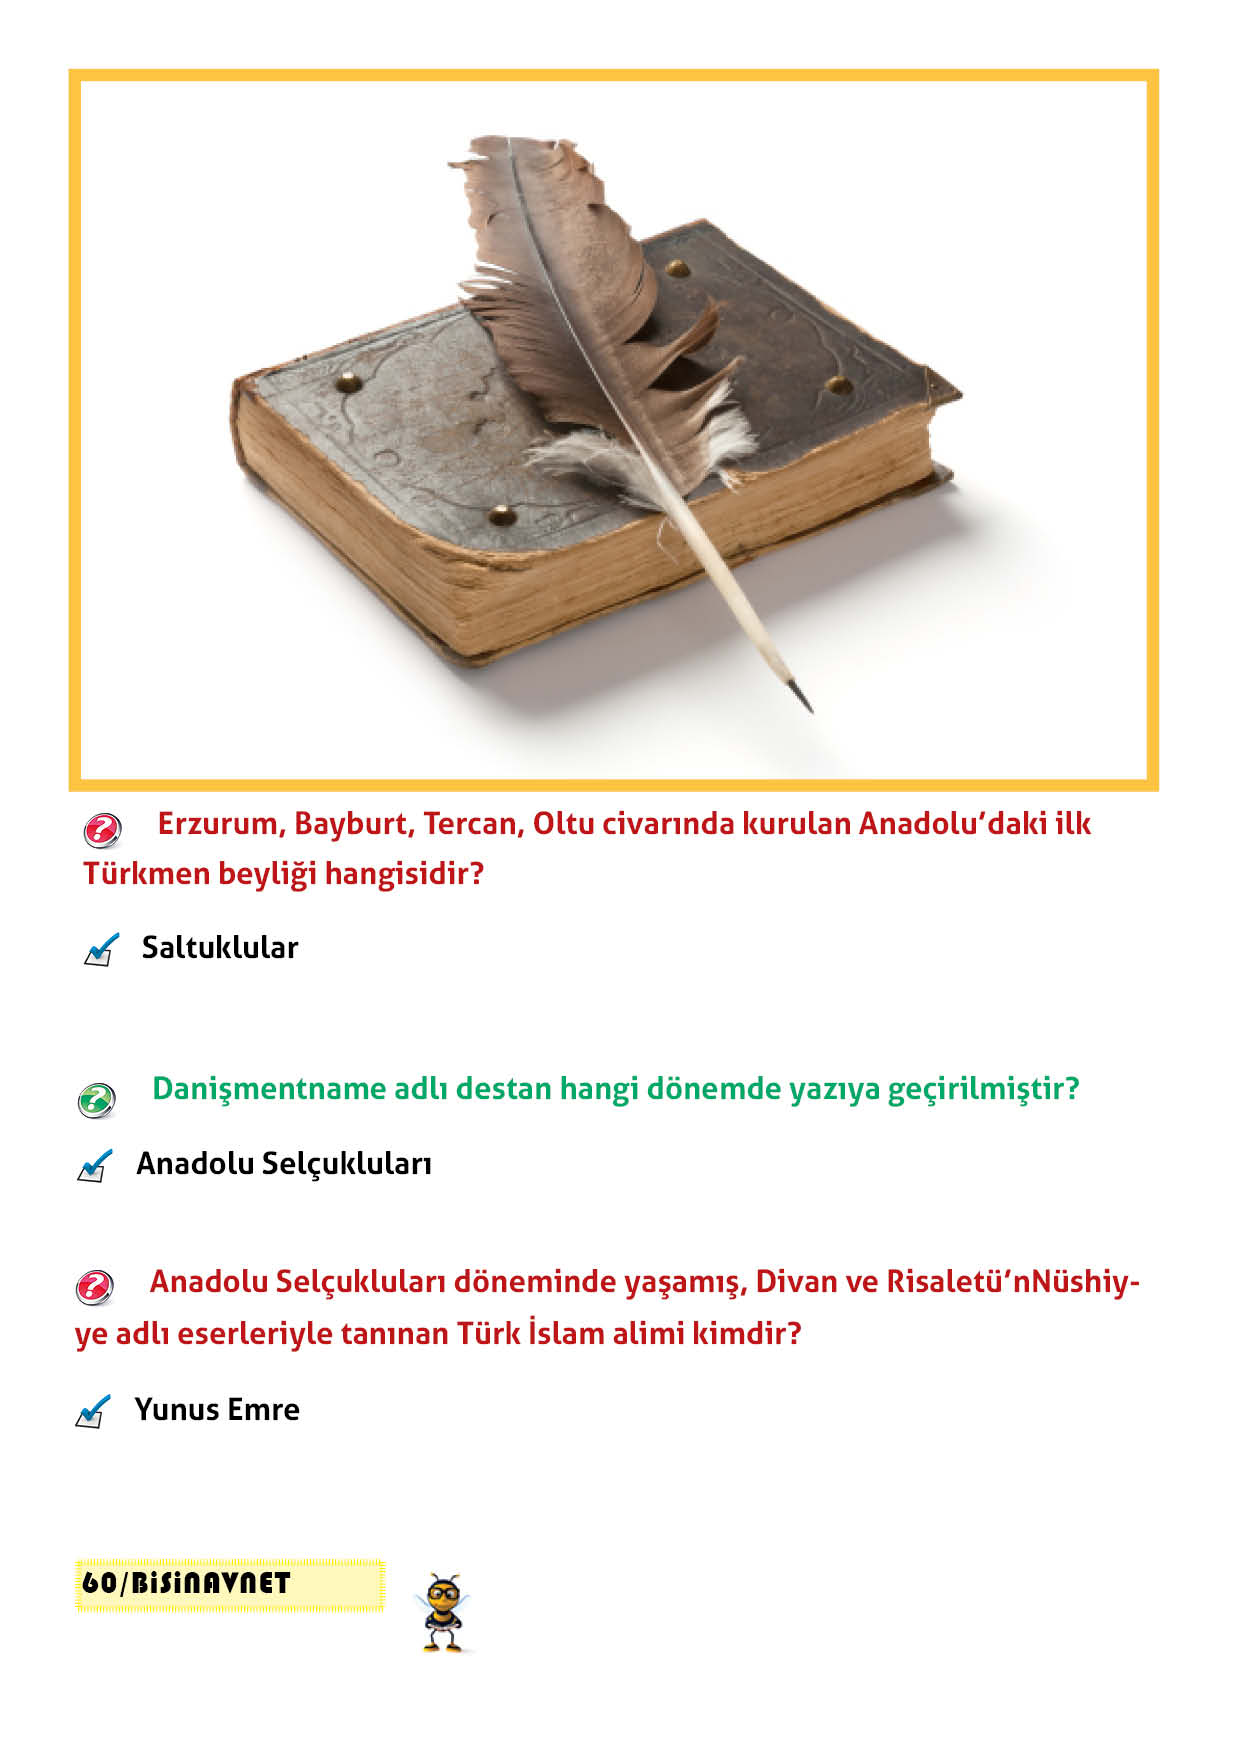 Erzurum, Bayburt, Tercan, Oltu civarında kurulan Anadolu’daki ilk
Türkmen beyliği hangisidir?
Saltuklular
Danişmentname adlı destan hangi dönemde yazıya geçirilmiştir?
Anadolu Selçukluları
Anadolu Selçukluları döneminde yaşamış, Divan ve Risaletü’nNüshiy-
ye adlı eserleriyle tanınan Türk İslam alimi kimdir?
Yunus Emre
60/BiSiNAVNET